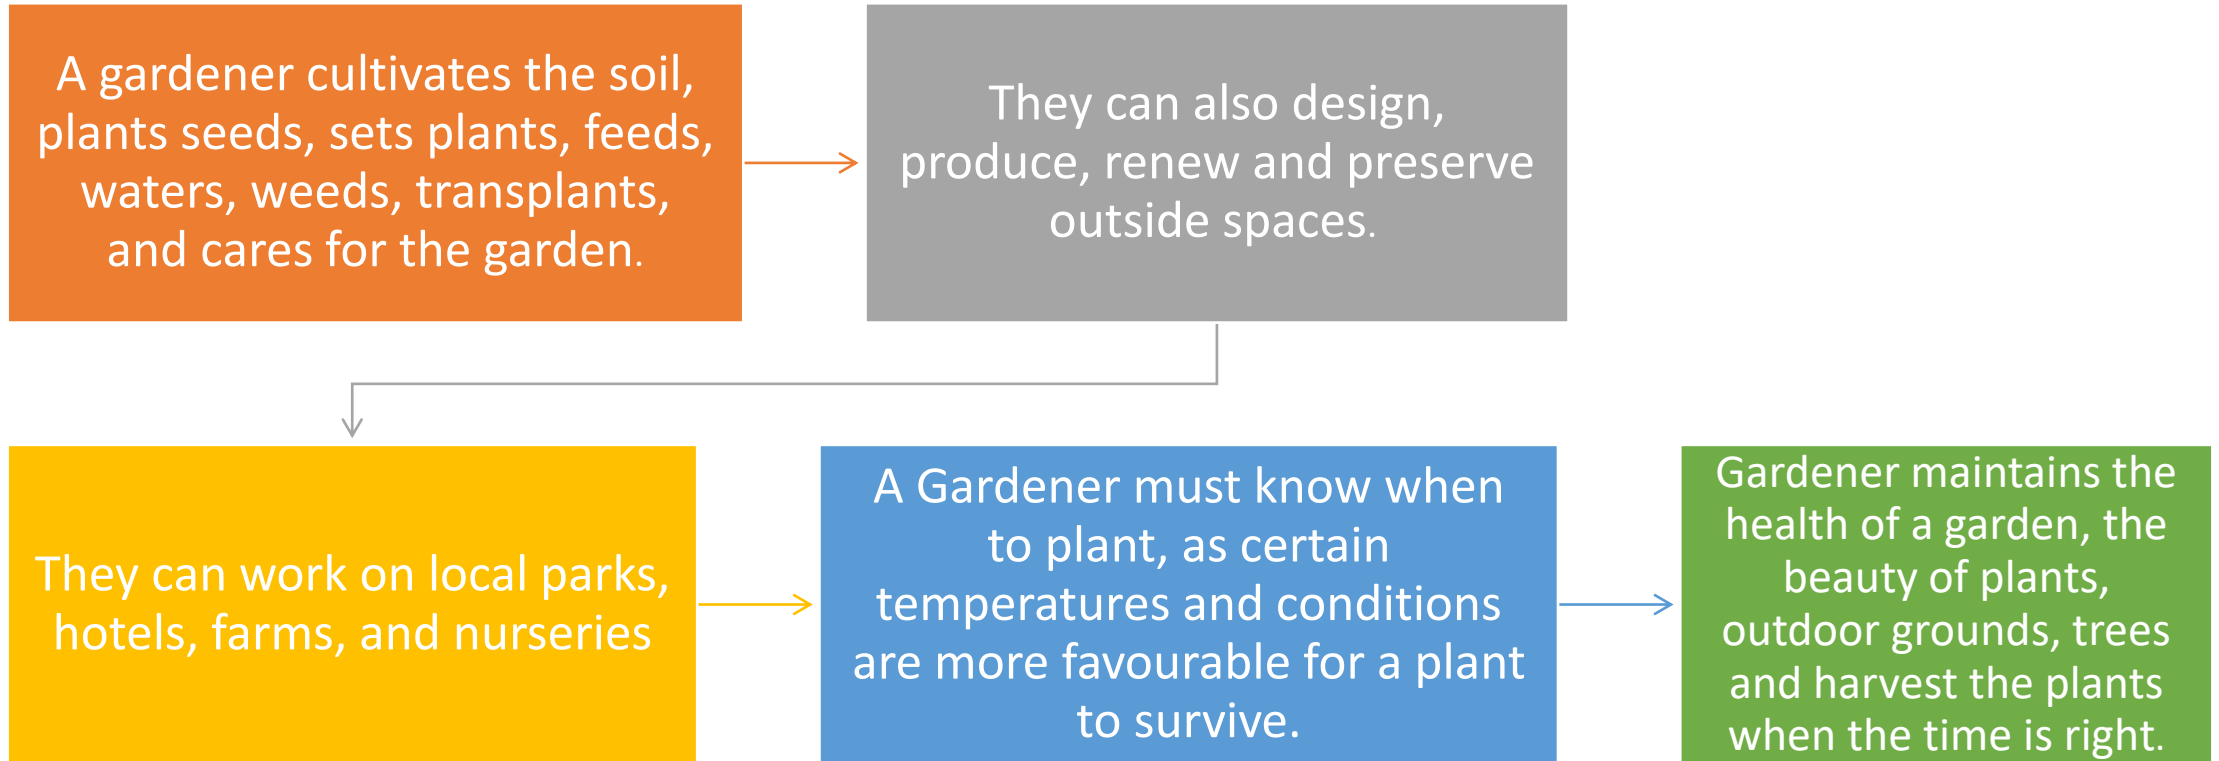 A gardener cultivates the soil,
plants seeds, sets plants, feeds,
waters, weeds, transplants,
and cares for the garden.
They can also design,
produce, renew and preserve
outside spaces.
They can work on local parks,
hotels, farms, and nurseries
A Gardener must know when
to plant, as certain
temperatures and conditions
are more favourable for a plant
to survive.
Gardener maintains the
health of a garden, the
beauty of plants,
outdoor grounds, trees
and harvest the plants
when the time is right.